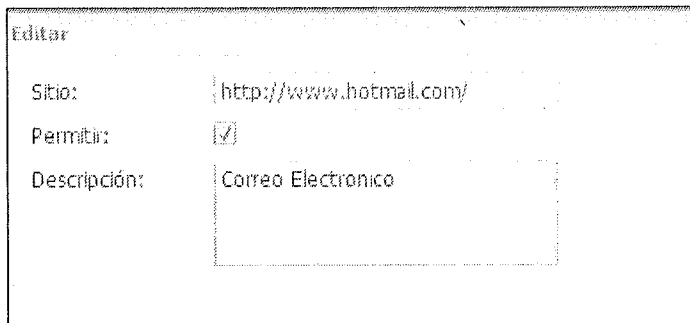 Editar
Sitio: http://www.hotmail.com/
Permitir:
Descripción: Correo Electronico